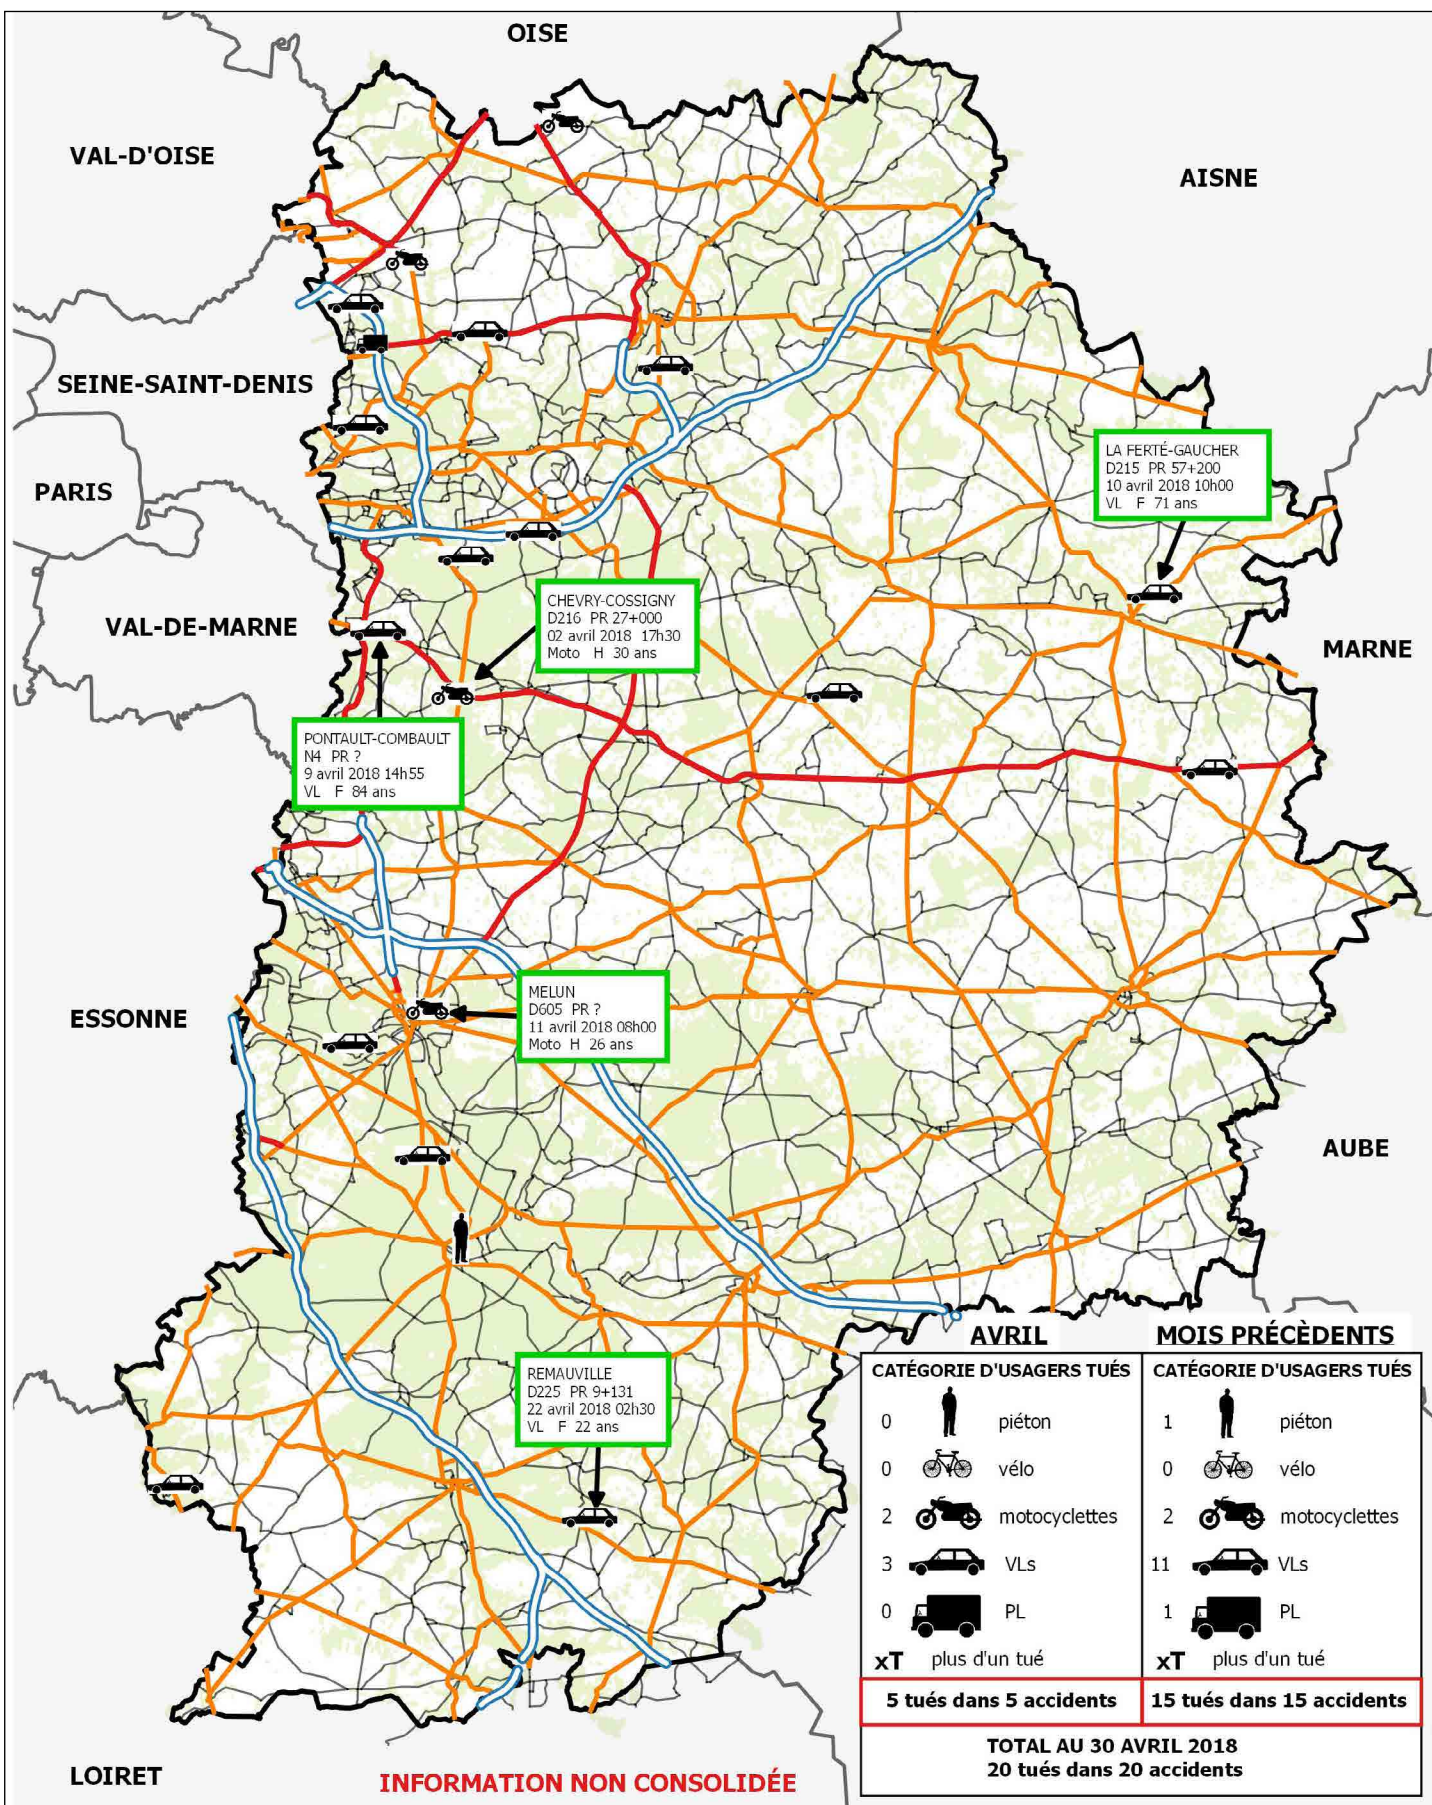 OISE
VAL-D'OISE
AISNE
SEINE-SAINT-DENIS
PARIS
LA FERTÉ-GAUCHER
D215 PR 57+200
10 avril 2018 10h00
VL F 71 ans
CHEVRY-COSSIGNY
D216 PR 27+000
02 avril 2018 17h30
Moto H 30 ans
VAL-DE-MARNE
MARNE
PONTAULT-COMBAULT
N4 PR ?
9 avril 2018 14h55
VL F 84 ans
MELUN
D605 PR ?
11 avril 2018 08h00
Moto H 26 ans
ESSONNE
AUBE
REMAUVILLE
D225 PR 9+131
22 avril 2018 02h30
VL F 22 ans
AVRIL
CATÉGORIE D'USAGERS TUÉS
0 piéton
0 vélo
2 motocyclettes
3 VLs
0 PL
xT plus d'un tué
5 tués dans 5 accidents
MOIS PRÉCÈDENTS
CATÉGORIE D'USAGERS TUÉS
1 piéton
0 vélo
2 motocyclettes
11 VLs
1 PL
xT plus d'un tué
15 tués dans 15 accidents
TOTAL AU 30 AVRIL 2018
20 tués dans 20 accidents
LOIRET
INFORMATION NON CONSOLIDÉE